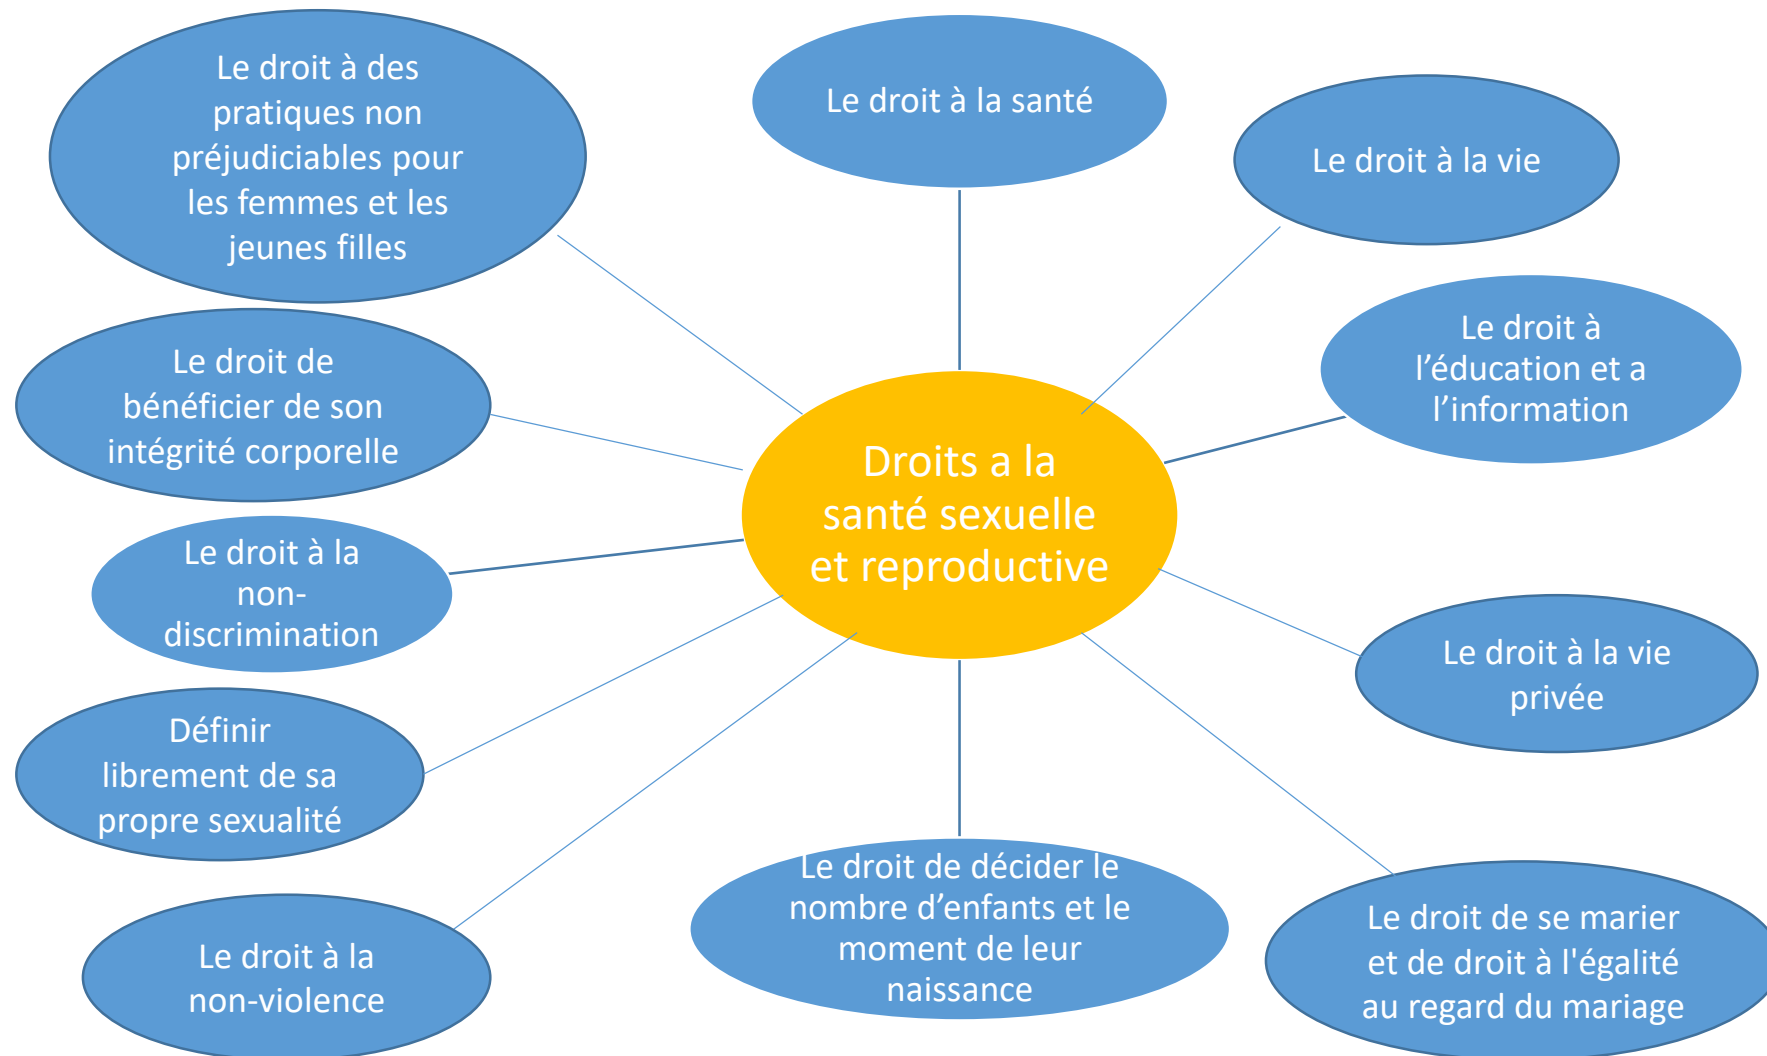 Le droit à des
pratiques non
préjudiciables pour
les femmes et les
jeunes filles
Le droit à la santé
Le droit à la vie
Le droit à
l’éducation et a
l’information
Le droit de
bénéficier de son
intégrité corporelle
Droits a la
santé sexuelle
et reproductive
Le droit à la
non-
discrimination
Le droit à la vie
privée
Définir
librement de sa
propre sexualité
Le droit de décider le
nombre d’enfants et le
moment de leur
naissance
Le droit de se marier
et de droit à l'égalité
au regard du mariage
Le droit à la
non-violence